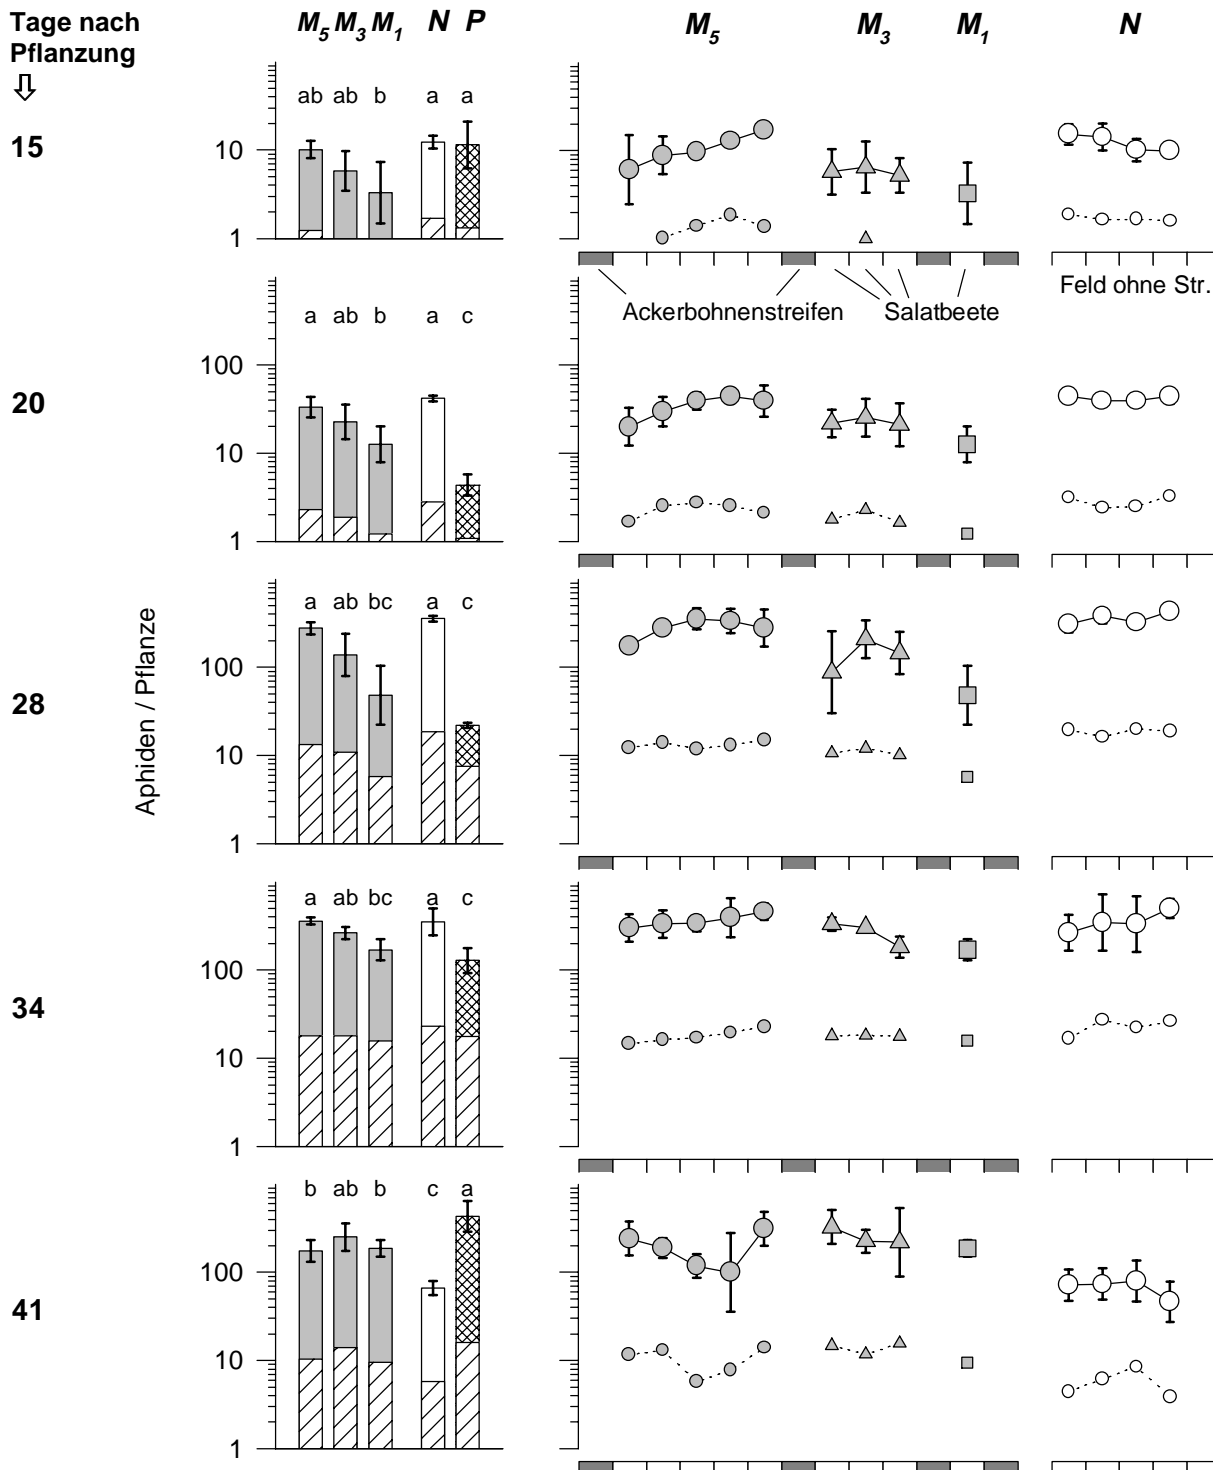 Tage nach
Pflanzung
⇩
M5 M3 M1 N P
M5 M3 M1 N
15
ab ab b a a
10
1
Ackerbohnenstreifen Salatbeete
Feld ohne Str.
20
a ab b a c
100
10
1
28
a ab bc a c
100
10
1
Aphiden / Pflanze
34
a ab bc a c
100
10
1
41
b ab b c a
100
10
1